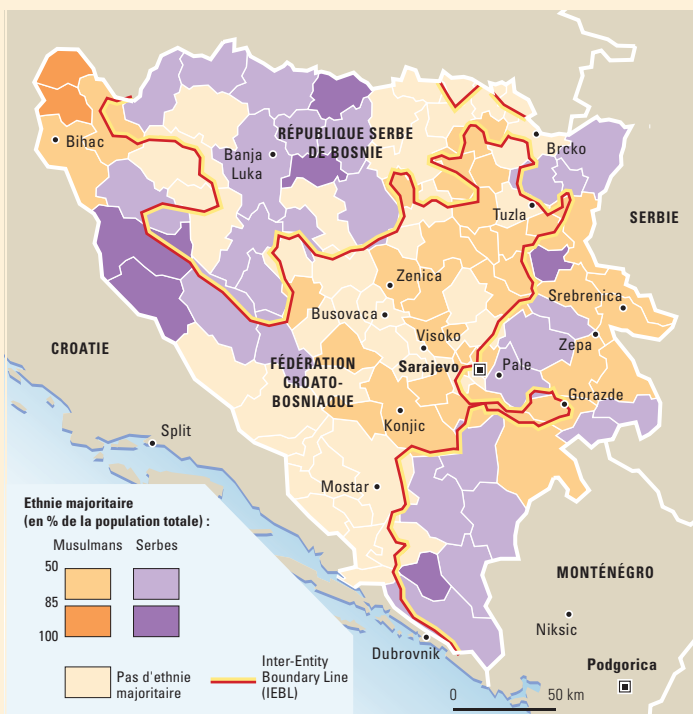 Bihac
Banja
Luka
RÉPUBLIQUE SERBE
DE BOSNIE
Brcko
Tuzla
SERBIE
Zenica
Srebrenica
Busovaca
Visoko
Zepa
CROATIE
Sarajevo
Pale
FÉDÉRATION
CROATO-
BOSNIAQUE
Gorazde
Konjic
Split
Mostar
Ethnie majoritaire
(en % de la population totale) :
Musulmans Serbes
50
85
100
Pas d'ethnie
majoritaire
Inter-Entity
Boundary Line
(IEBL)
MONTÉNÉGRO
Niksic
Dubrovnik
Podgorica
0 50 km